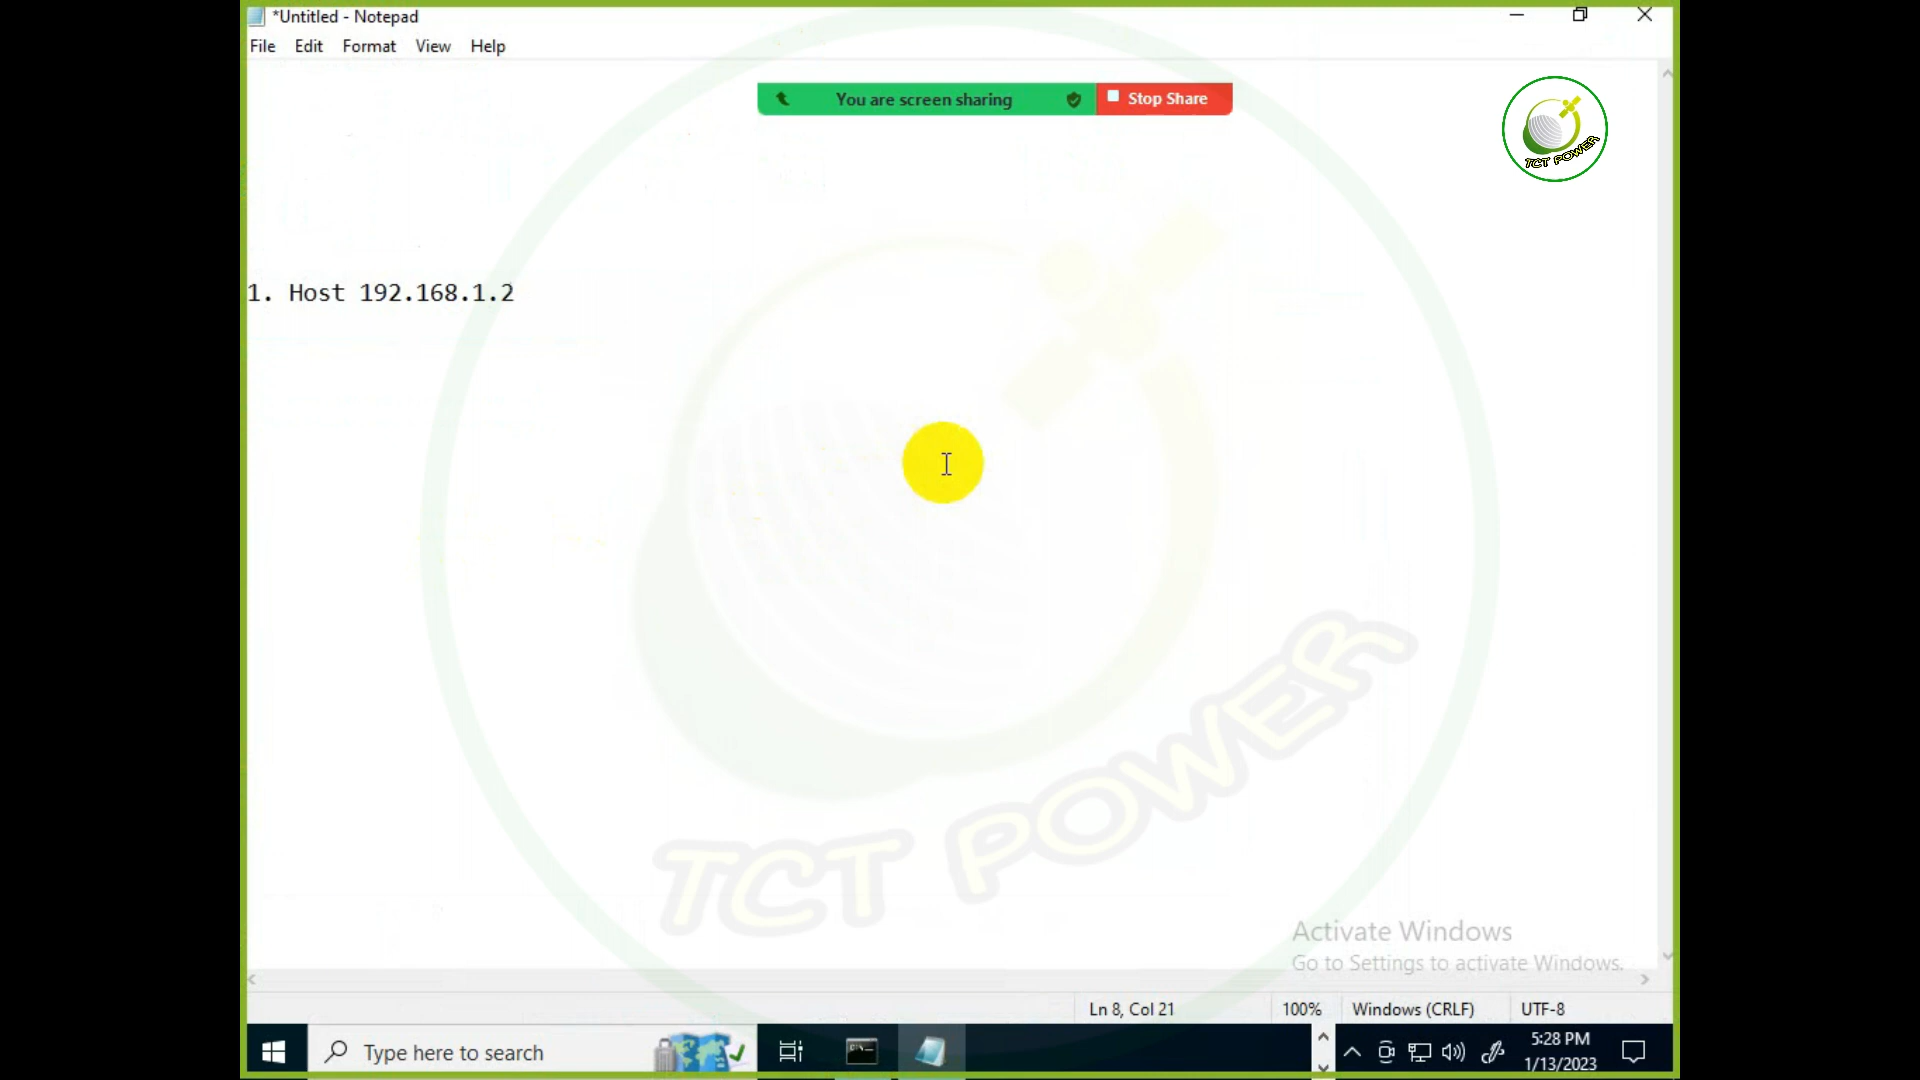 *Untitled - Notepad
File Edit Format View Help
You are screen sharing Stop Share
TCT POWER
1. Host 192.168.1.2
TCT POWER
Activate Windows
Go to Settings to activate Windows.
Ln 8, Col 21 100% Windows (CRLF) UTF-8
Type here to search
5:28 PM
1/13/2023